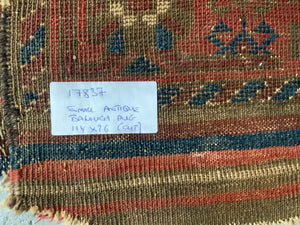 17837
SMALL ANTIQUE
BALOUCH RUG
114 x 76 (cm)